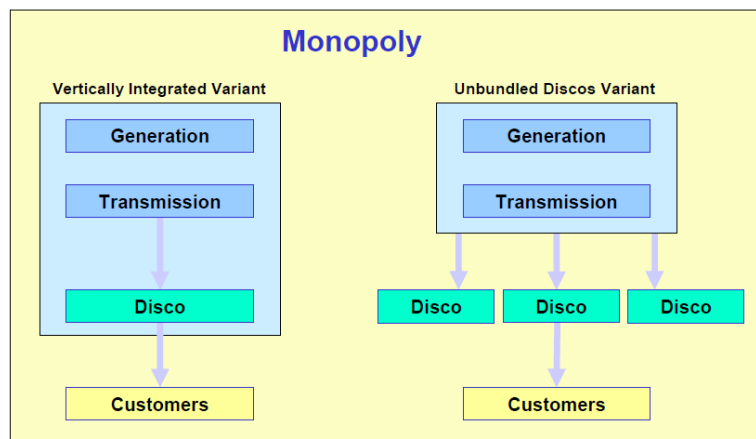 Monopoly
Vertically Integrated Variant
Generation
Transmission
Disco
Customers
Unbundled Discos Variant
Generation
Transmission
Disco
Disco
Disco
Customers